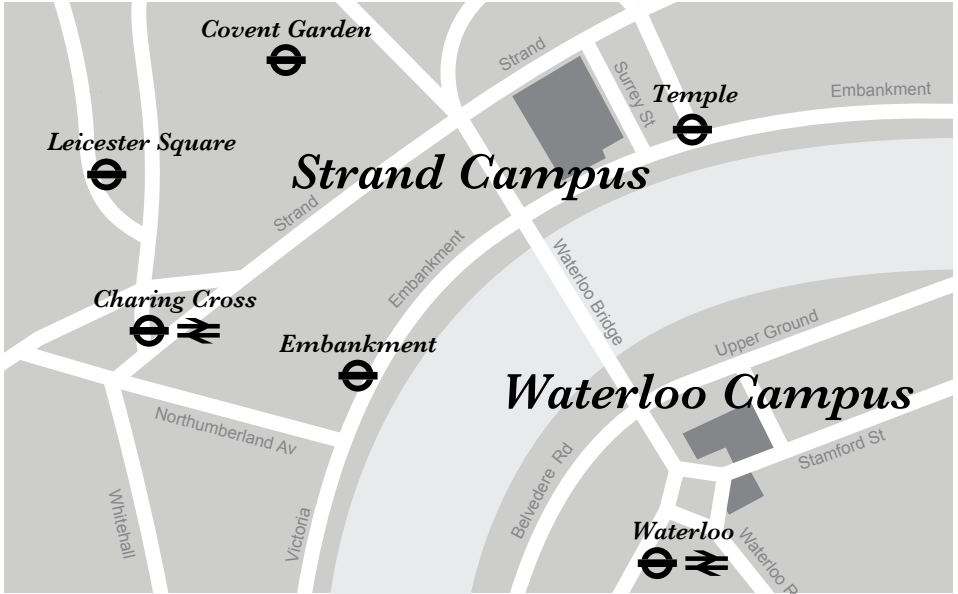 Covent Garden
Strand
Surrey St
Temple
Embankment
Leicester Square
Strand Campus
Strand
Embankment
Waterloo Bridge
Charing Cross
Embankment
Upper Ground
Waterloo Campus
Northumberland Av
Stamford St
Belvedere Rd
Whitehall
Victoria
Waterloo
Waterloo R